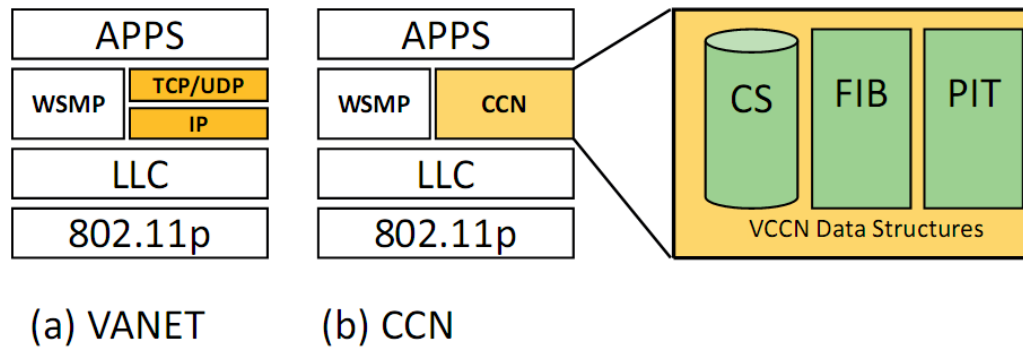 APPS
WSMP
TCP/UDP
IP
LLC
802.11p
(a) VANET
APPS
WSMP
CCN
LLC
802.11p
(b) CCN
CS
FIB
PIT
VCCN Data Structures